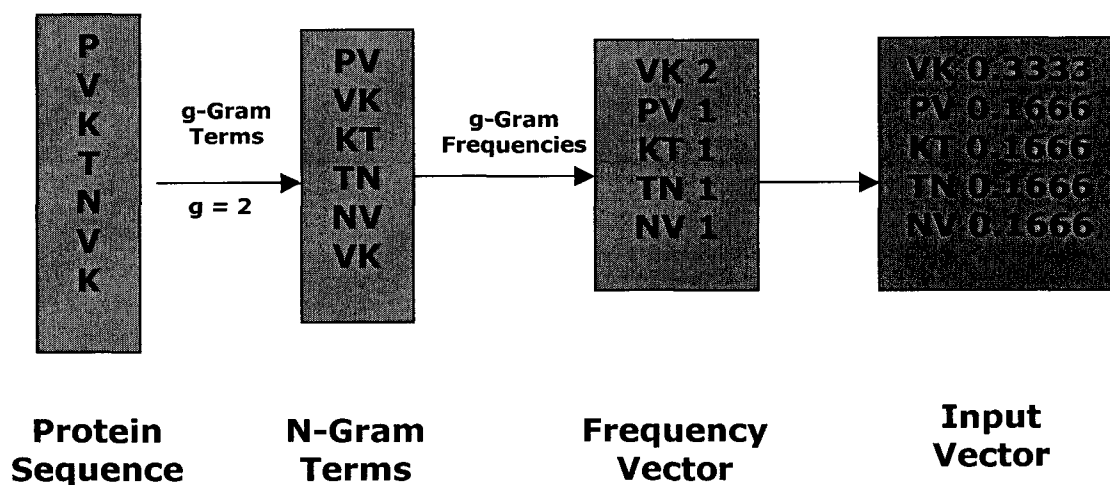 P
V
K
T
N
V
K
g-Gram
Terms
g = 2
PV
VK
KT
TN
NV
VK
g-Gram
Frequencies
VK 2
PV 1
KT 1
TN 1
NV 1
VK 0.3333
PV 0.1666
KT 0.1666
TN 0.1666
NV 0.1666
Protein
Sequence
N-Gram
Terms
Frequency
Vector
Input
Vector